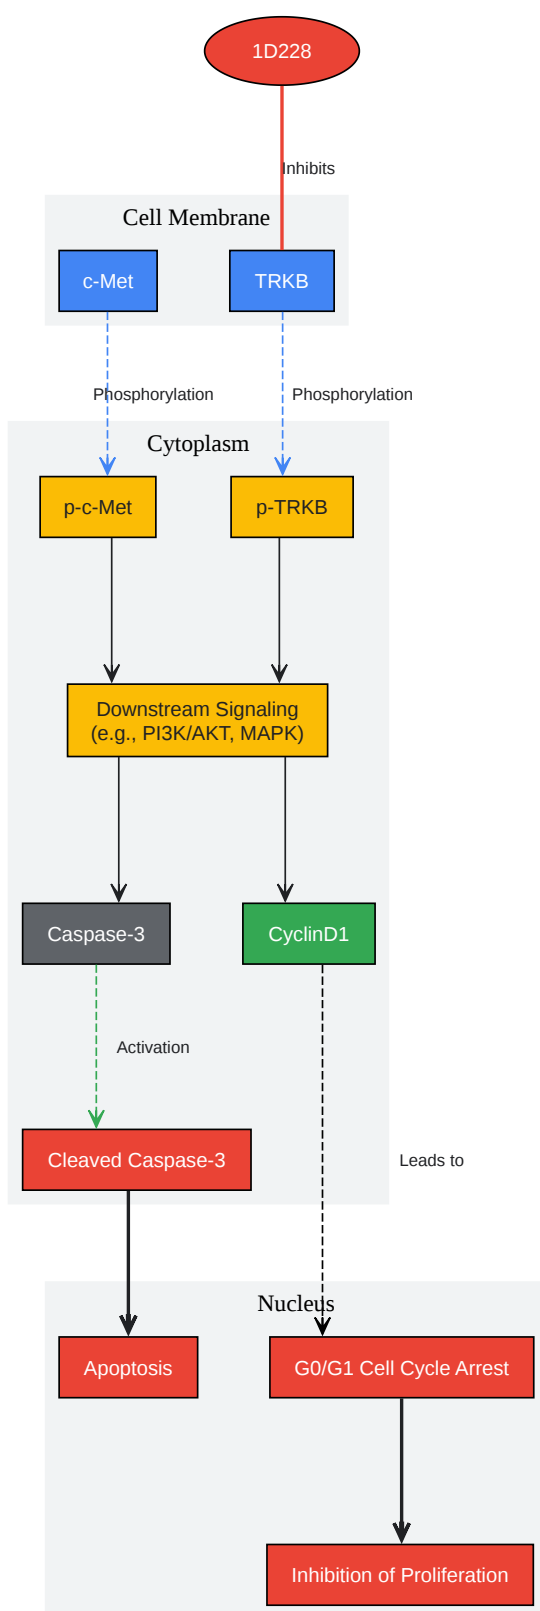 1D228
Inhibits
Cell Membrane
c-Met
TRKB
Phosphorylation
Phosphorylation
Cytoplasm
p-c-Met
p-TRKB
Downstream Signaling
(e.g., PI3K/AKT, MAPK)
Caspase-3
CyclinD1
Activation
Cleaved Caspase-3
Leads to
Nucleus
Apoptosis
G0/G1 Cell Cycle Arrest
Inhibition of Proliferation